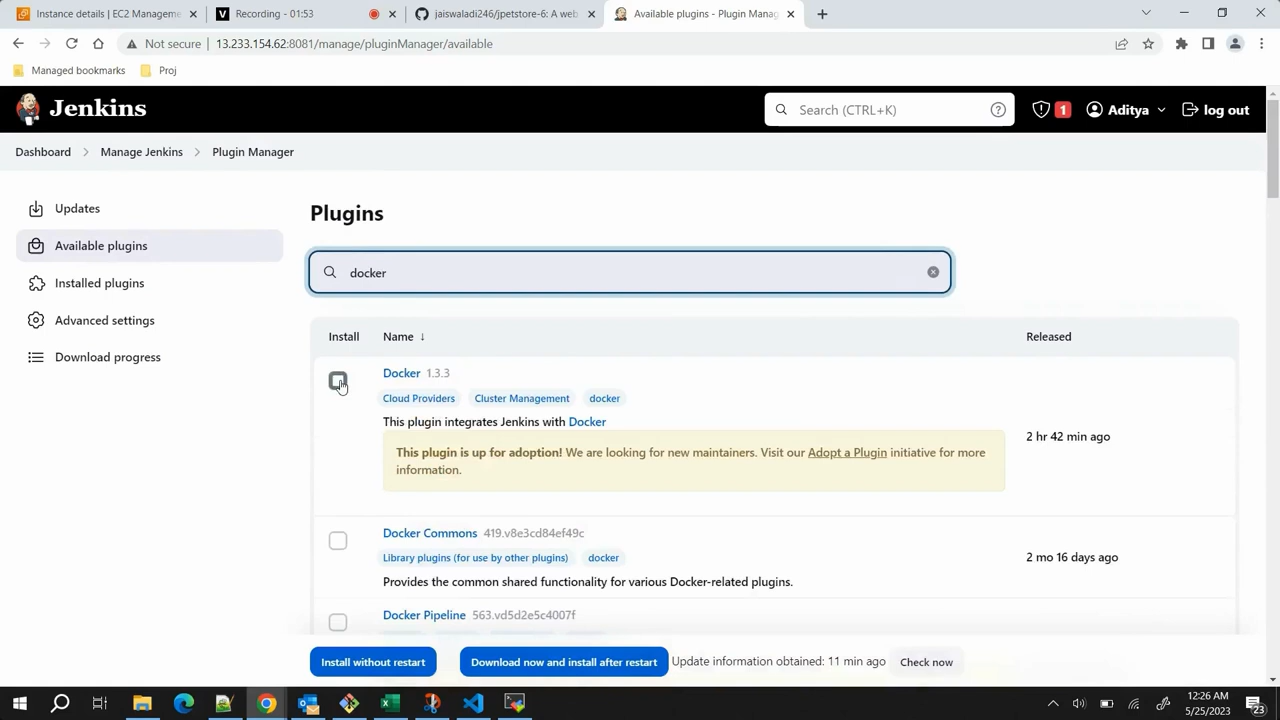 Instance details | EC2 Manageme
Recording - 01:53
jaiswaladi246/jpetstore-6: A web
Available plugins - Plugin Manag
Not secure
13.233.154.62:8081/manage/pluginManager/available
Managed bookmarks
Proj
Jenkins
Search (CTRL+K)
1
Aditya
log out
Dashboard
Manage Jenkins
Plugin Manager
Updates
Available plugins
Installed plugins
Advanced settings
Download progress
Plugins
docker
Install
Name ↓
Released
Docker 1.3.3
Cloud Providers
Cluster Management
docker
This plugin integrates Jenkins with Docker
This plugin is up for adoption! We are looking for new maintainers. Visit our Adopt a Plugin initiative for more
information.
2 hr 42 min ago
Docker Commons 419.v8e3cd84ef49c
Library plugins (for use by other plugins)
docker
Provides the common shared functionality for various Docker-related plugins.
2 mo 16 days ago
Docker Pipeline 563.vd5d2e5c4007f
Install without restart
Download now and install after restart
Update information obtained: 11 min ago
Check now
12:26 AM
5/25/2023
23